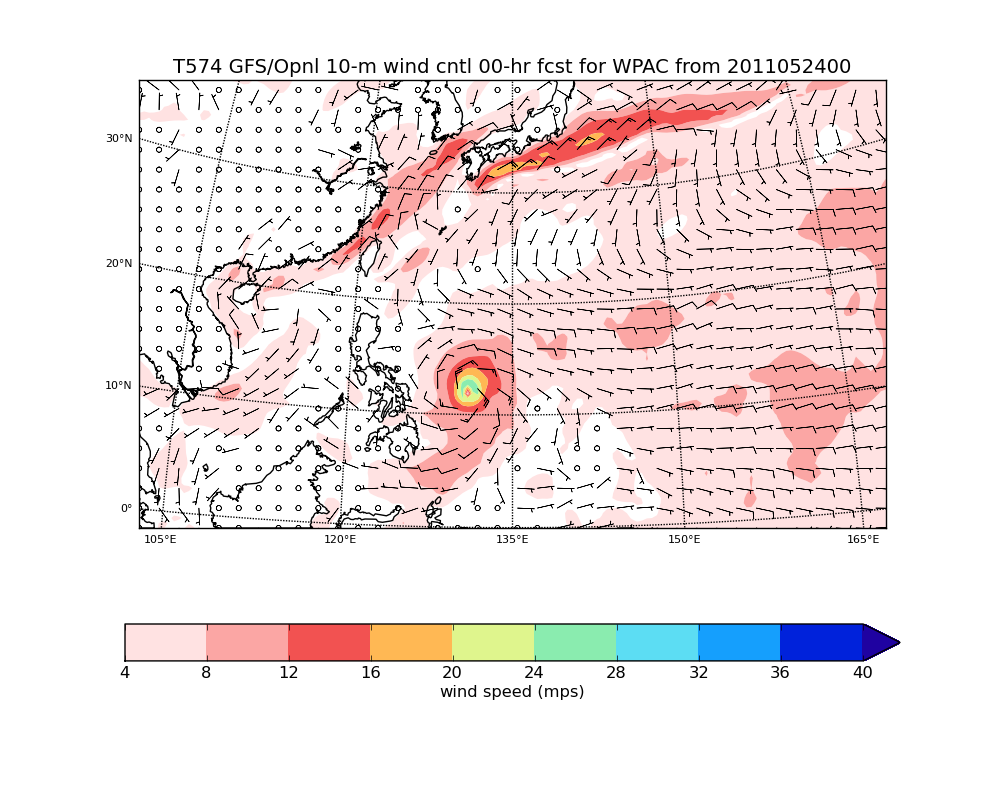 T574 GFS/Opnl 10-m wind cntl 00-hr fcst for WPAC from 2011052400
30°N
20°N
10°N
0°
105°E 120°E 135°E 150°E 165°E
4 8 12 16 20 24 28 32 36 40
wind speed (mps)